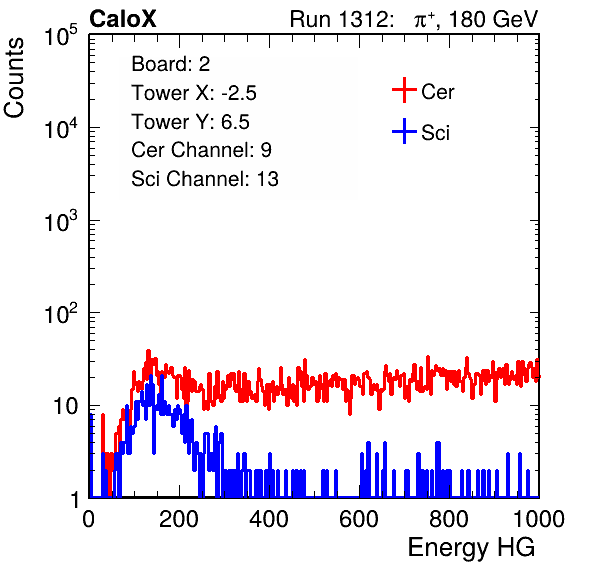 CaloX Run 1312: π⁺, 180 GeV
Counts
10⁵
10⁴
10³
10²
10
1
Board: 2
Tower X: -2.5
Tower Y: 6.5
Cer Channel: 9
Sci Channel: 13
Cer
Sci
0 200 400 600 800 1000
Energy HG